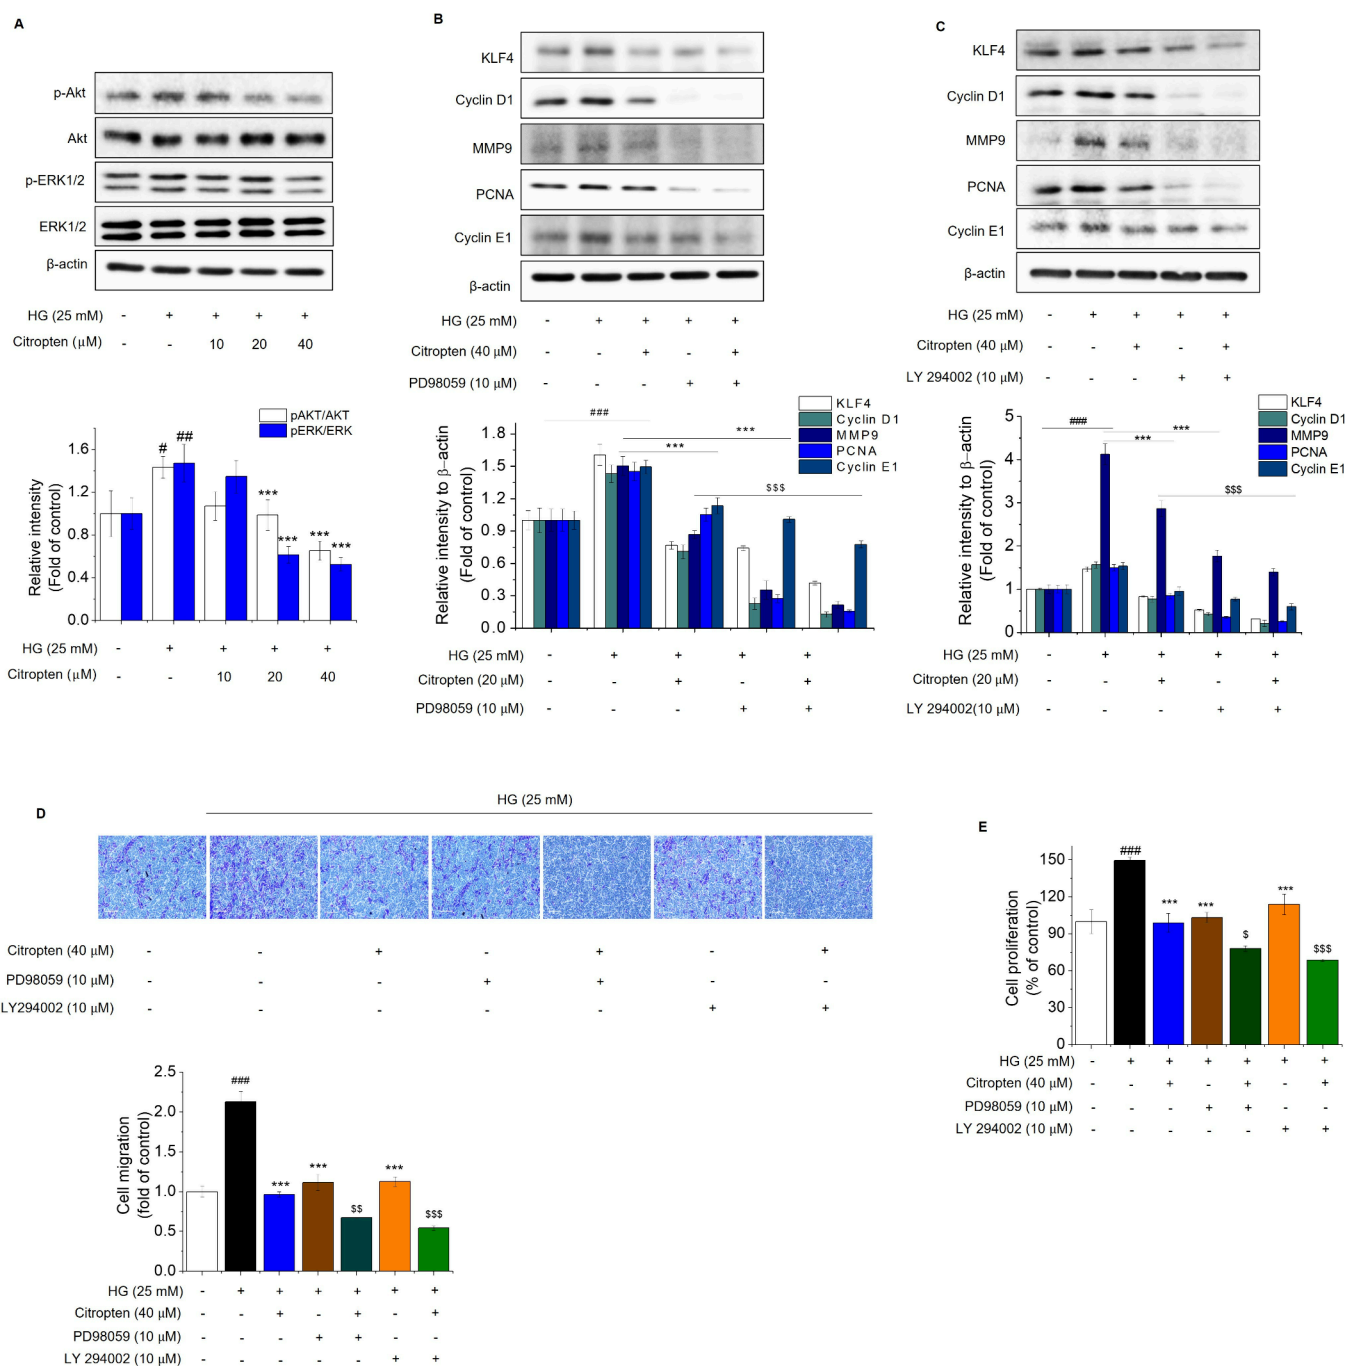 A
p-Akt
Akt
p-ERK1/2
ERK1/2
β-actin
HG (25 mM) - + + + +
Citropten (μM) - - 10 20 40
pAKT/AKT
pERK/ERK
Relative intensity
(Fold of control)
1.6
1.2
0.8
0.4
0.0
# ## *** *** *** ***
HG (25 mM) - + + + +
Citropten (μM) - - 10 20 40
B
KLF4
Cyclin D1
MMP9
PCNA
Cyclin E1
β-actin
HG (25 mM) - + + + +
Citropten (40 μM) - - + - +
PD98059 (10 μM) - - - + +
KLF4
Cyclin D1
MMP9
PCNA
Cyclin E1
Relative intensity to β-actin
(Fold of control)
1.8
1.5
1.2
0.9
0.6
0.3
0.0
### *** *** $$$
HG (25 mM) - + + + +
Citropten (20 μM) - - + - +
PD98059 (10 μM) - - - + +
C
KLF4
Cyclin D1
MMP9
PCNA
Cyclin E1
β-actin
HG (25 mM) - + + + +
Citropten (40 μM) - - + - +
LY 294002 (10 μM) - - - + +
KLF4
Cyclin D1
MMP9
PCNA
Cyclin E1
Relative intensity to β-actin
(Fold of control)
5
4
3
2
1
0
### *** *** $$$
HG (25 mM) - + + + +
Citropten (20 μM) - - + - +
LY 294002(10 μM) - - - + +
D
HG (25 mM)
Citropten (40 μM) - - + - + - +
PD98059 (10 μM) - - - + + - -
LY294002 (10 μM) - - - - - + +
Cell migration
(fold of control)
2.5
2.0
1.5
1.0
0.5
0.0
### *** *** $$ *** $$$
HG (25 mM) - + + + + + +
Citropten (40 μM) - - + - + - +
PD98059 (10 μM) - - - + + - -
LY 294002 (10 μM) - - - - - + +
E
Cell proliferation
(% of control)
150
120
90
60
30
0
### *** *** $ *** $$$
HG (25 mM) - + + + + + +
Citropten (40 μM) - - + - + - +
PD98059 (10 μM) - - - + + - -
LY 294002 (10 μM) - - - - - + +